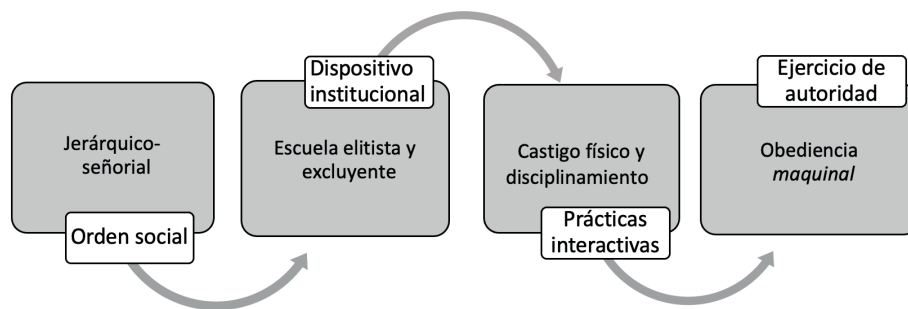 Jerárquico-
señorial
Orden social
Dispositivo
institucional
Escuela elitista y
excluyente
Castigo físico y
disciplinamiento
Prácticas
interactivas
Ejercicio de
autoridad
Obediencia
maquinal